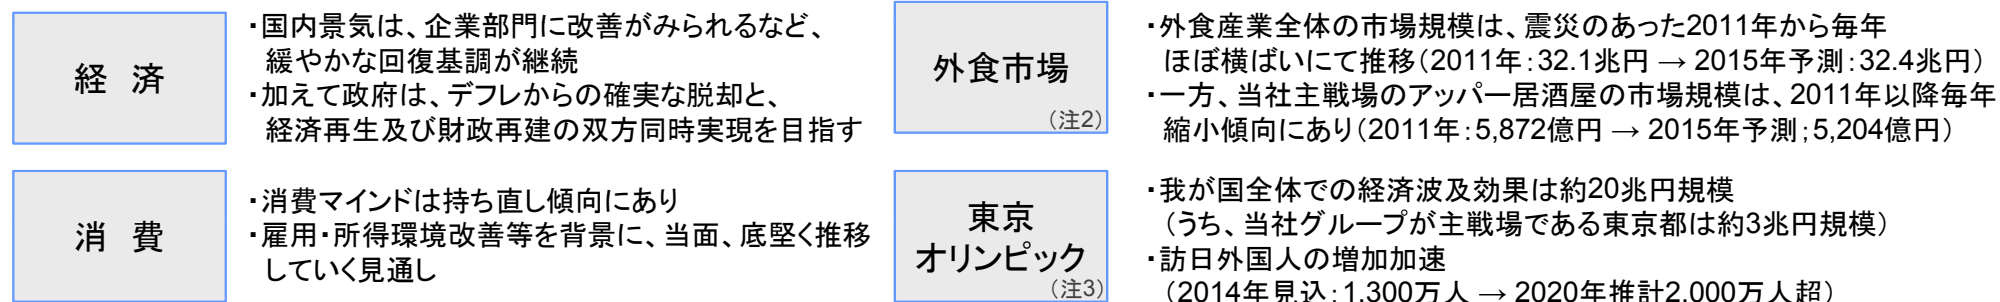 経 済
・国内景気は、企業部門に改善がみられるなど、
緩やかな回復基調が継続
・加えて政府は、デフレからの確実な脱却と、
経済再生及び財政再建の双方同時実現を目指す
消 費
・消費マインドは持ち直し傾向にあり
・雇用・所得環境改善等を背景に、当面、底堅く推移
していく見通し
外食市場
（注2）
・外食産業全体の市場規模は、震災のあった2011年から毎年
ほぼ横ばいにて推移（2011年：32.1兆円 → 2015年予測：32.4兆円）
・一方、当社主戦場のアッパー居酒屋の市場規模は、2011年以降毎年
縮小傾向にあり（2011年：5,872億円 → 2015年予測；5,204億円）
東京
オリンピック
（注3）
・我が国全体での経済波及効果は約20兆円規模
（うち、当社グループが主戦場である東京都は約3兆円規模）
・訪日外国人の増加加速
（2014年見込：1,300万人 → 2020年推計2,000万人超）